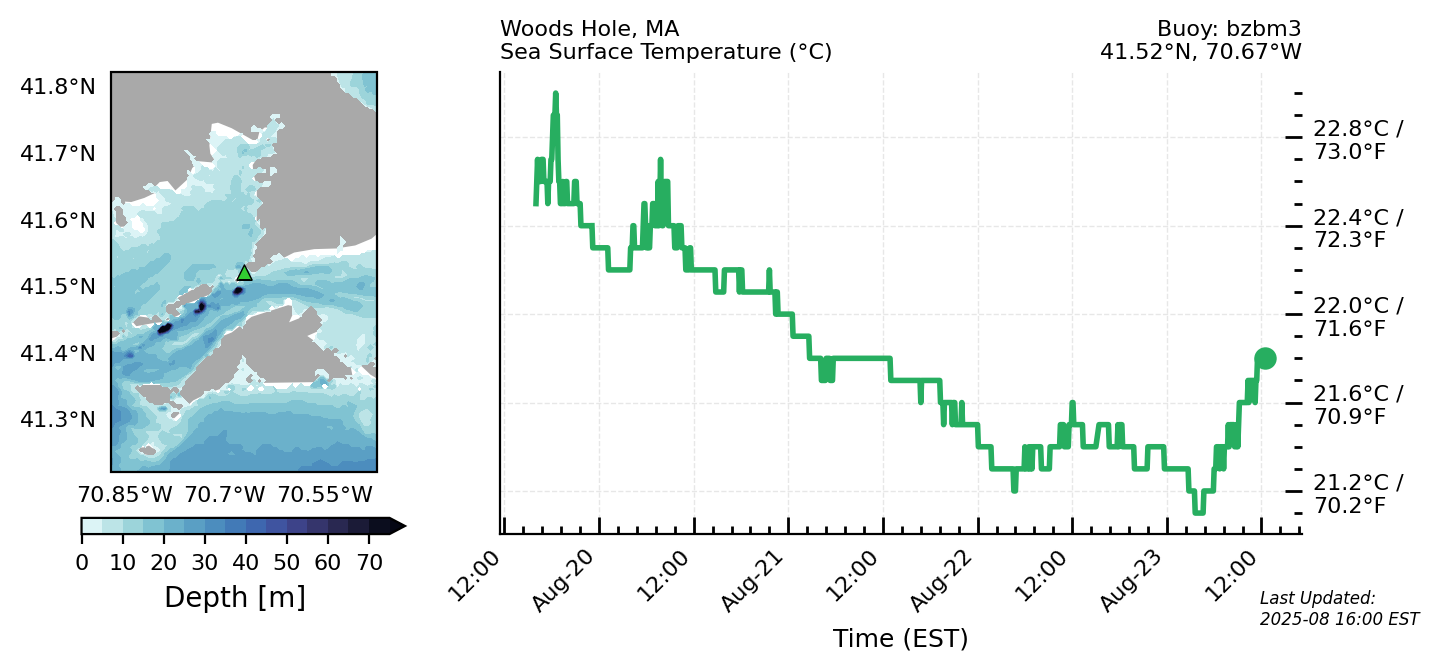 Woods Hole, MA
Sea Surface Temperature (°C)
Buoy: bzbm3
41.52°N, 70.67°W
41.8°N
41.7°N
41.6°N
41.5°N
41.4°N
41.3°N
70.85°W 70.7°W 70.55°W
0 10 20 30 40 50 60 70
Depth [m]
22.8°C /
73.0°F
22.4°C /
72.3°F
22.0°C /
71.6°F
21.6°C /
70.9°F
21.2°C /
70.2°F
12:00 Aug-20 12:00 Aug-21 12:00 Aug-22 12:00 Aug-23 12:00
Time (EST)
Last Updated:
2025-08 16:00 EST